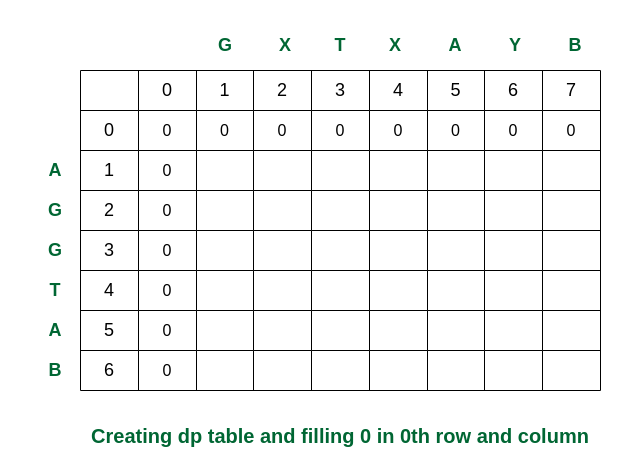 G X T X A Y B
0 1 2 3 4 5 6 7
0 0 0 0 0 0 0 0 0
A 1 0
G 2 0
G 3 0
T 4 0
A 5 0
B 6 0
Creating dp table and filling 0 in 0th row and column